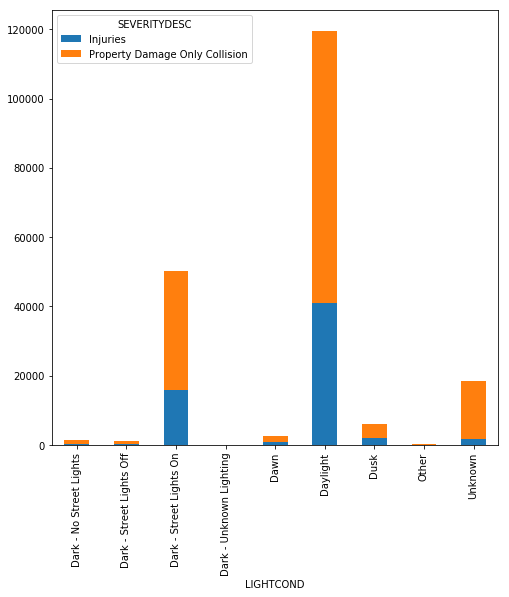 SEVERITYDESC
Injuries
Property Damage Only Collision
120000
100000
80000
60000
40000
20000
0
Dark - No Street Lights
Dark - Street Lights Off
Dark - Street Lights On
Dark - Unknown Lighting
Dawn
Daylight
Dusk
Other
Unknown
LIGHTCOND